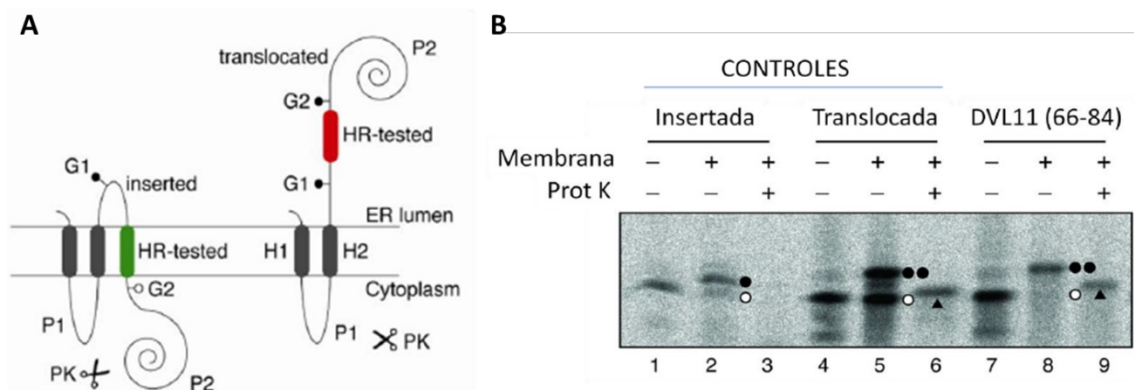 A
translocated
P2
G2
HR-tested
G1
inserted
G1
ER lumen
HR-tested
H1
H2
G2
Cytoplasm
P1
P1
PK
PK
P2
B
CONTROLES
Insertada Translocada DVL11 (66-84)
Membrana − + + − + + − + +
Prot K − − + − − + − − +
1 2 3 4 5 6 7 8 9